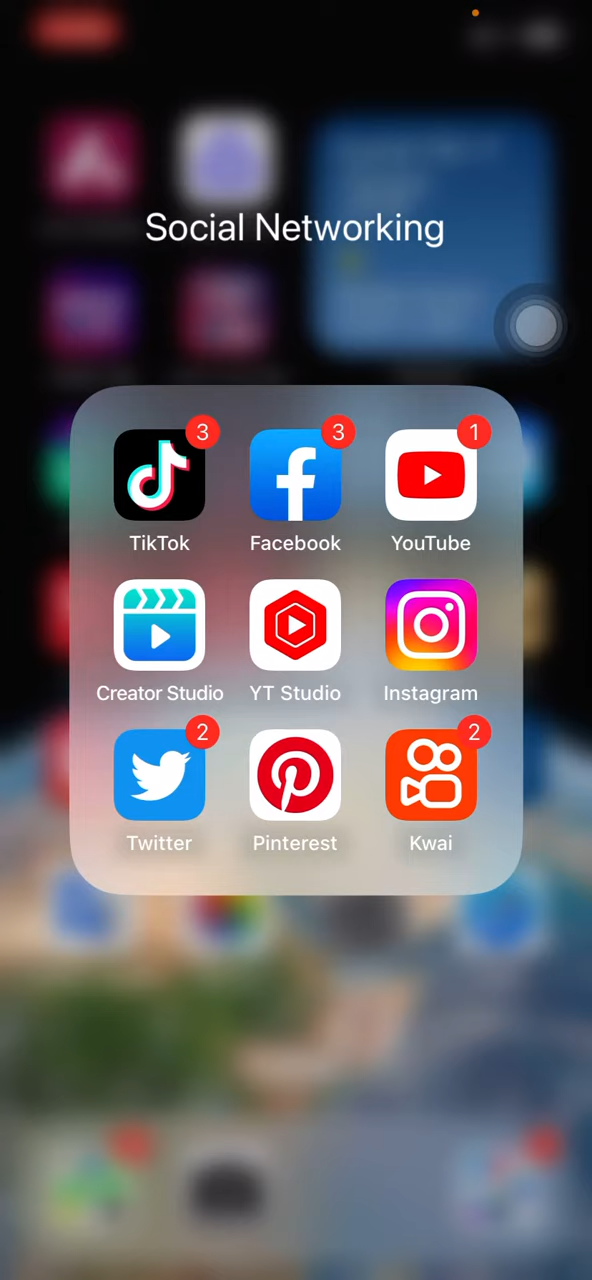 Social Networking
3
3
1
TikTok
Facebook
YouTube
Creator Studio
YT Studio
Instagram
2
2
Twitter
Pinterest
Kwai